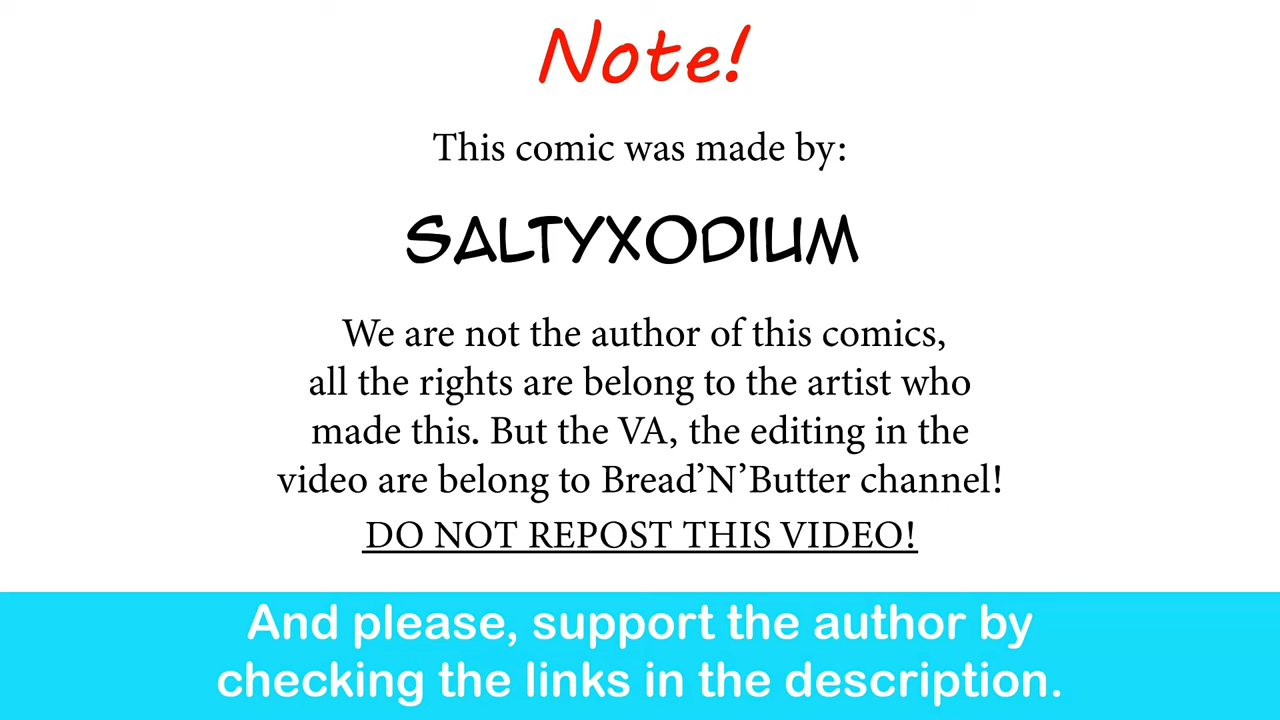 Note!
This comic was made by:
SALTYXODIUM
We are not the author of this comics,
all the rights are belong to the artist who
made this. But the VA, the editing in the
video are belong to Bread’N’Butter channel!
DO NOT REPOST THIS VIDEO!
And please, support the author by
checking the links in the description.